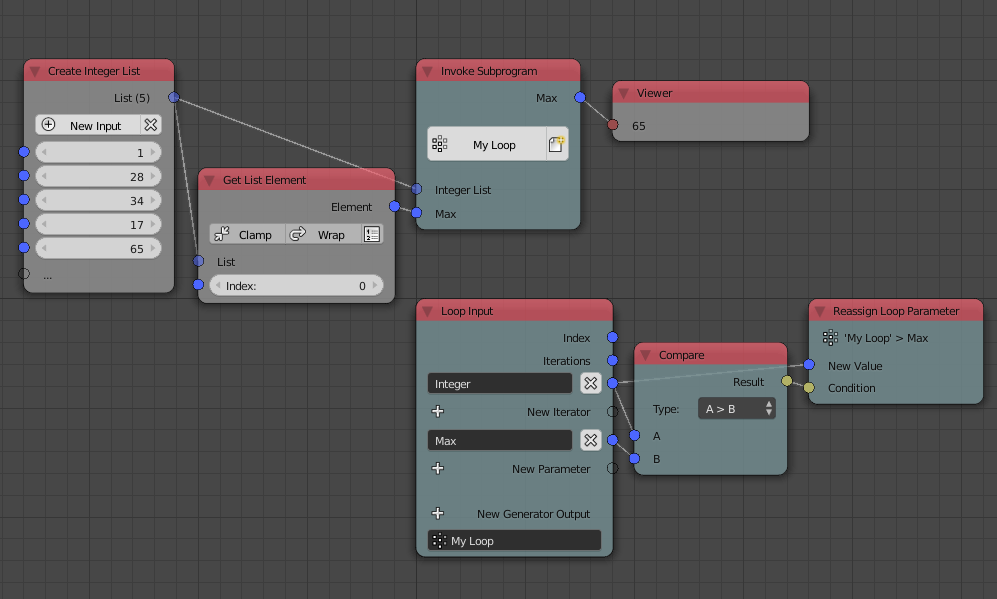 Create Integer List
List (5)
New Input
1
28
34
17
65
...
Get List Element
Element
Clamp
Wrap
List
Index: 0
Invoke Subprogram
Max
My Loop
Integer List
Max
Viewer
65
Loop Input
Index
Iterations
Integer
New Iterator
Max
New Parameter
New Generator Output
My Loop
Compare
Result
Type: A > B
A
B
Reassign Loop Parameter
'My Loop' > Max
New Value
Condition